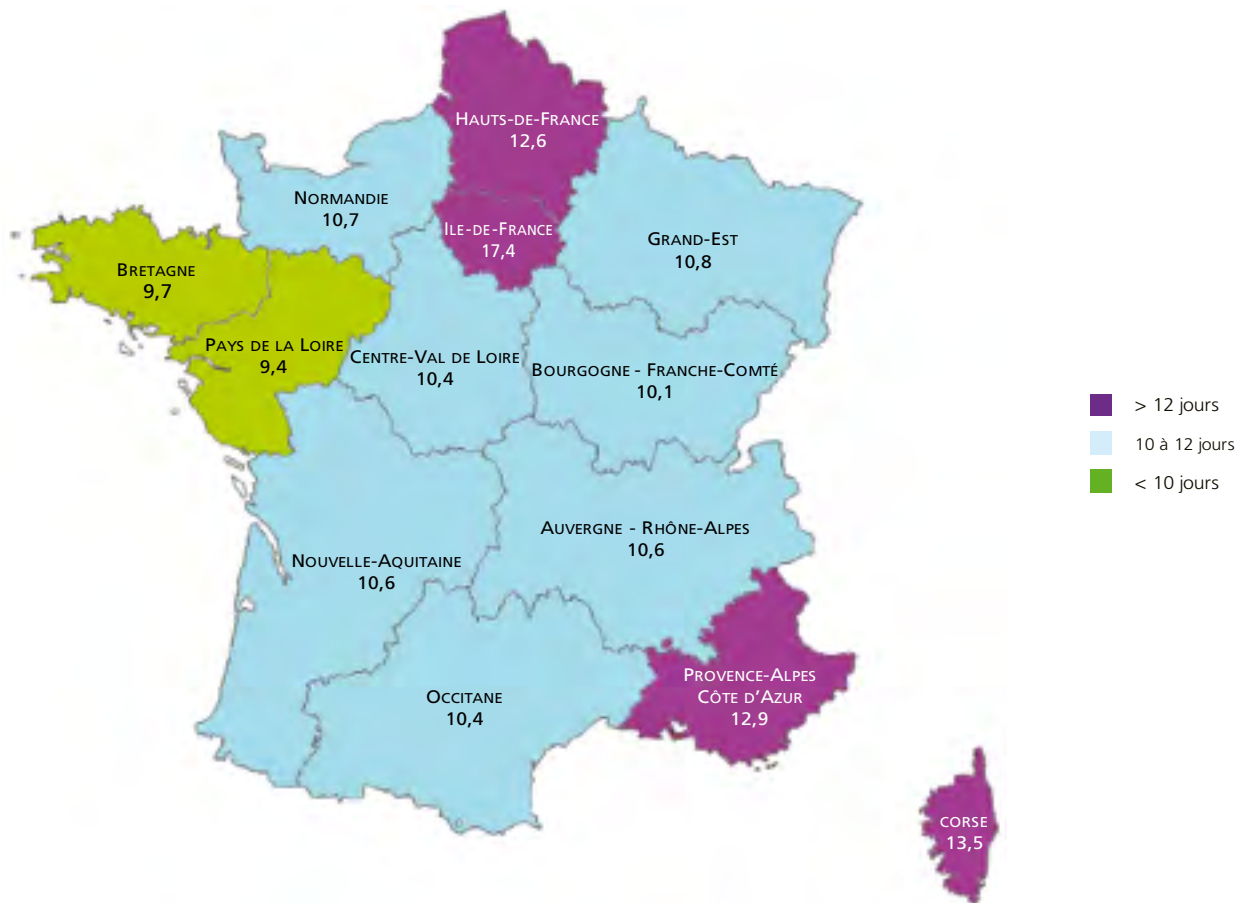 HAUTS-DE-FRANCE
12,6
NORMANDIE
10,7
ILE-DE-FRANCE
17,4
GRAND-EST
10,8
BRETAGNE
9,7
PAYS DE LA LOIRE
9,4
CENTRE-VAL DE LOIRE
10,4
BOURGOGNE - FRANCHE-COMTÉ
10,1
> 12 jours
10 à 12 jours
< 10 jours
AUVERGNE - RHÔNE-ALPES
10,6
NOUVELLE-AQUITAINE
10,6
PROVENCE-ALPES
CÔTE D'AZUR
12,9
OCCITANE
10,4
CORSE
13,5